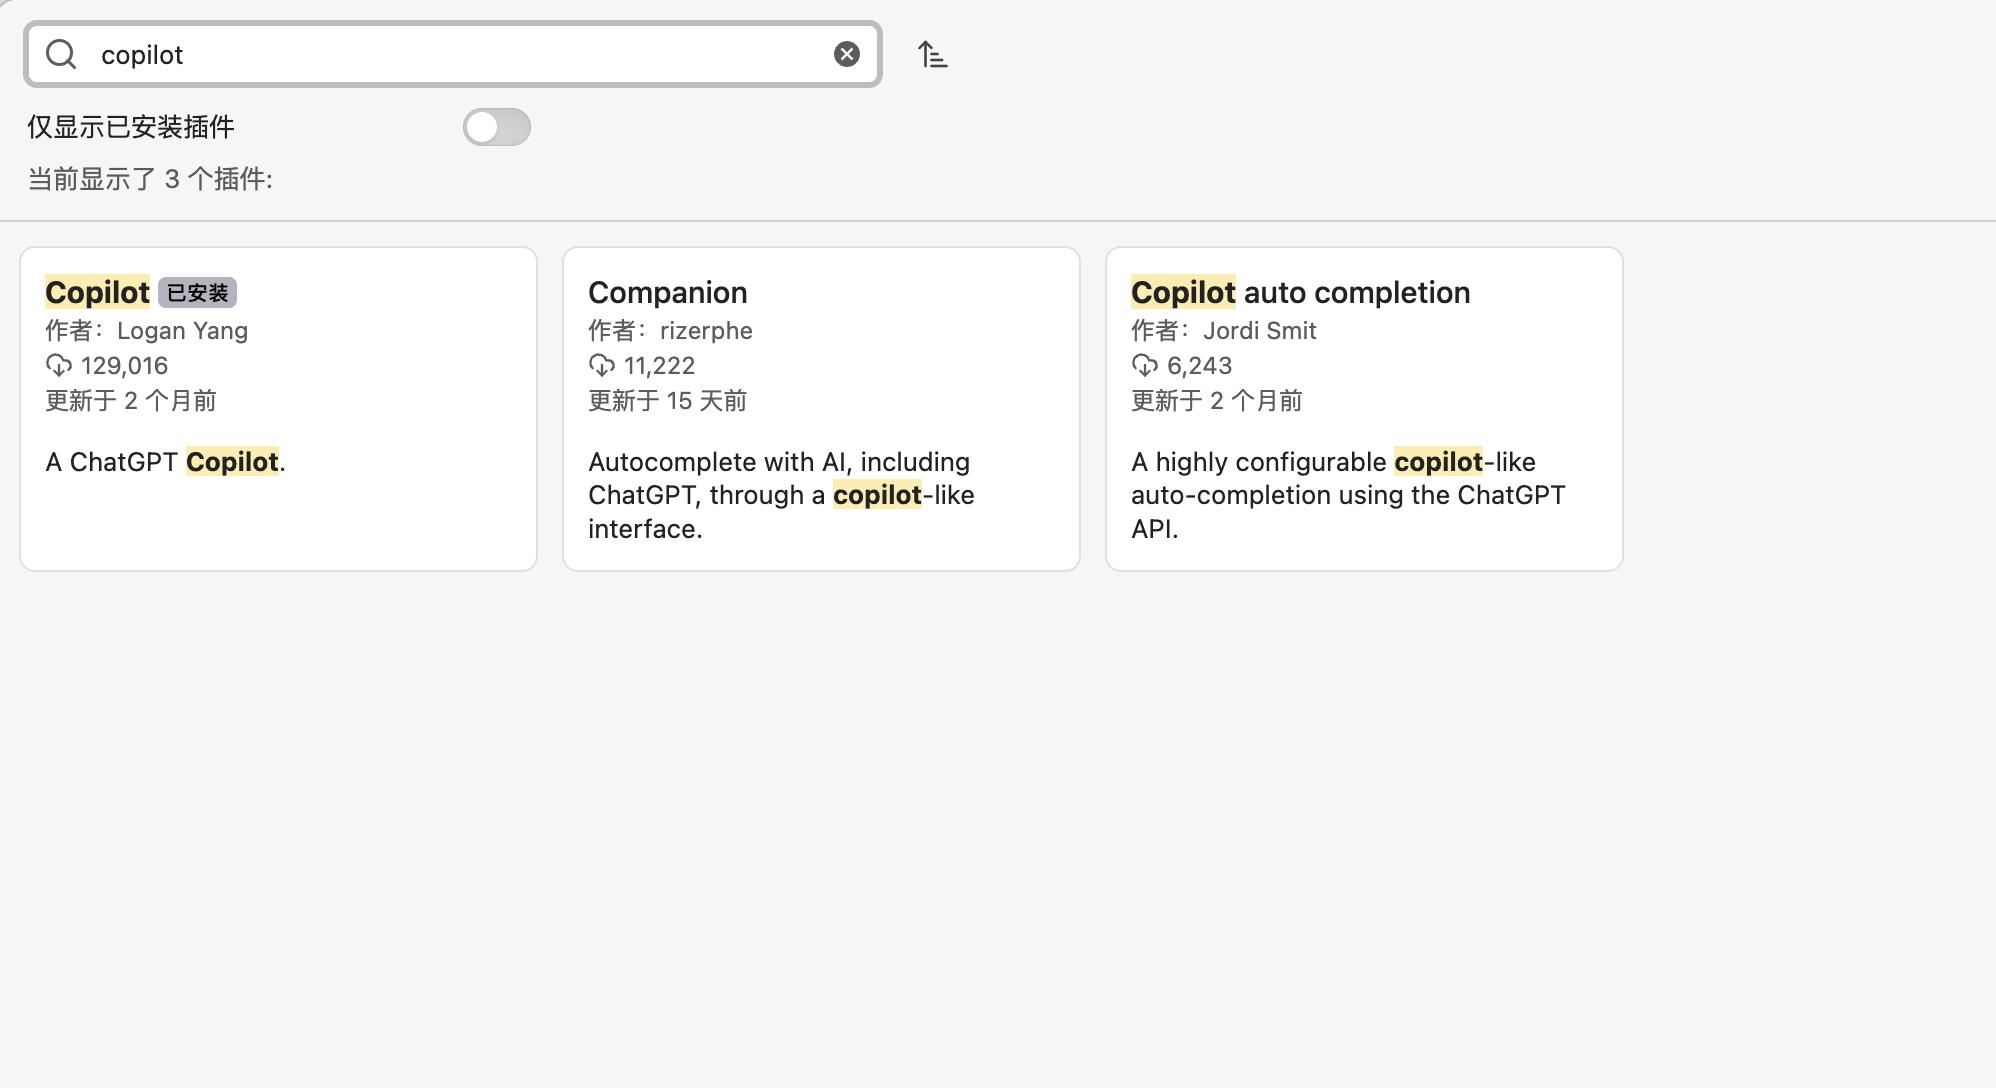 copilot
仅显示已安装插件
当前显示了 3 个插件:
Copilot 已安装
作者：Logan Yang
129,016
更新于 2 个月前
A ChatGPT Copilot.
Companion
作者：rizerphe
11,222
更新于 15 天前
Autocomplete with AI, including
ChatGPT, through a copilot-like
interface.
Copilot auto completion
作者：Jordi Smit
6,243
更新于 2 个月前
A highly configurable copilot-like
auto-completion using the ChatGPT
API.